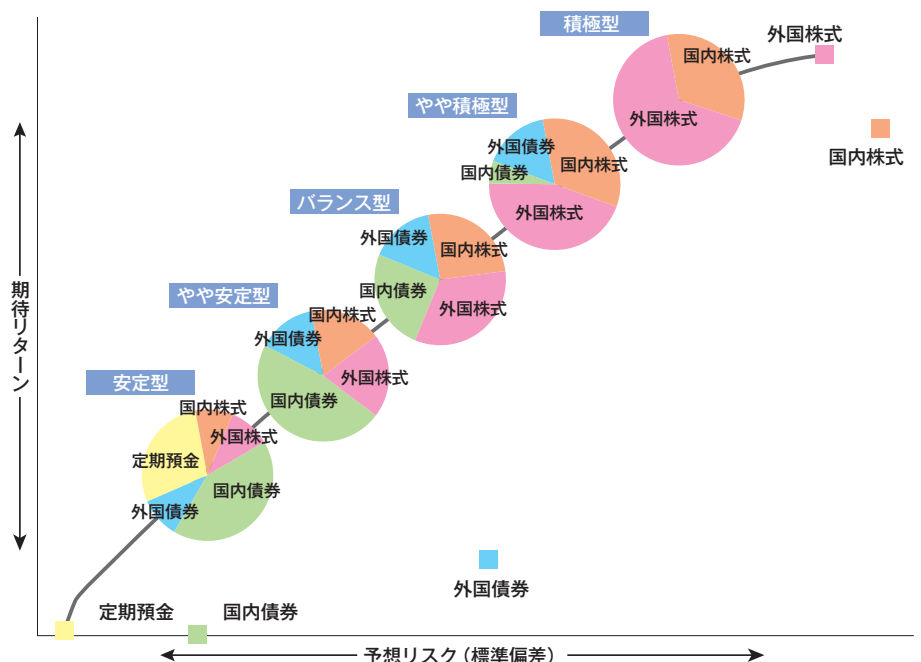 積極型
外国株式
国内株式
外国株式
国内株式
やや積極型
外国債券
国内株式
国内債券
外国株式
バランス型
外国債券
国内株式
国内債券
外国株式
やや安定型
国内株式
外国債券
外国株式
国内債券
安定型
国内株式
外国株式
定期預金
国内債券
外国債券
外国債券
定期預金
国内債券
期待リターン
予想リスク(標準偏差)